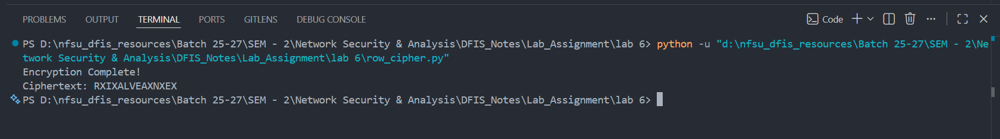 PROBLEMS OUTPUT TERMINAL PORTS GITLENS DEBUG CONSOLE Code
PS D:\nfsu_dfis_resources\Batch 25-27\SEM - 2\Network Security & Analysis\DFIS_Notes\Lab_Assignment\lab 6> python -u "d:\nfsu_dfis_resources\Batch 25-27\SEM - 2\Ne
twork Security & Analysis\DFIS_Notes\Lab_Assignment\lab 6\row_cipher.py"
Encryption Complete!
Ciphertext: RXIXALVEAXNXEX
PS D:\nfsu_dfis_resources\Batch 25-27\SEM - 2\Network Security & Analysis\DFIS_Notes\Lab_Assignment\lab 6>